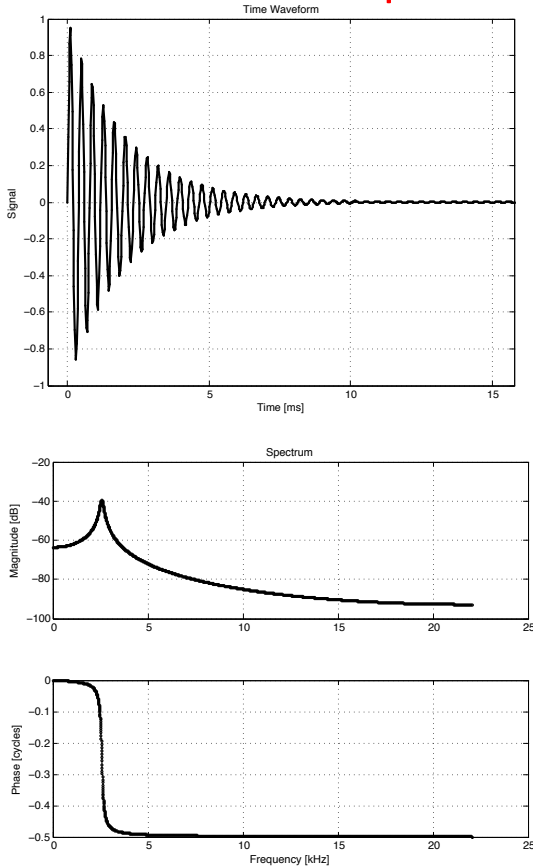 Time Waveform
1
0.8
0.6
0.4
0.2
0
−0.2
−0.4
−0.6
−0.8
−1
Signal
0 5 10 15
Time [ms]
Spectrum
−20
−40
−60
−80
−100
Magnitude [dB]
0 5 10 15 20 25
0
−0.1
−0.2
−0.3
−0.4
−0.5
Phase [cycles]
0 5 10 15 20 25
Frequency [kHz]